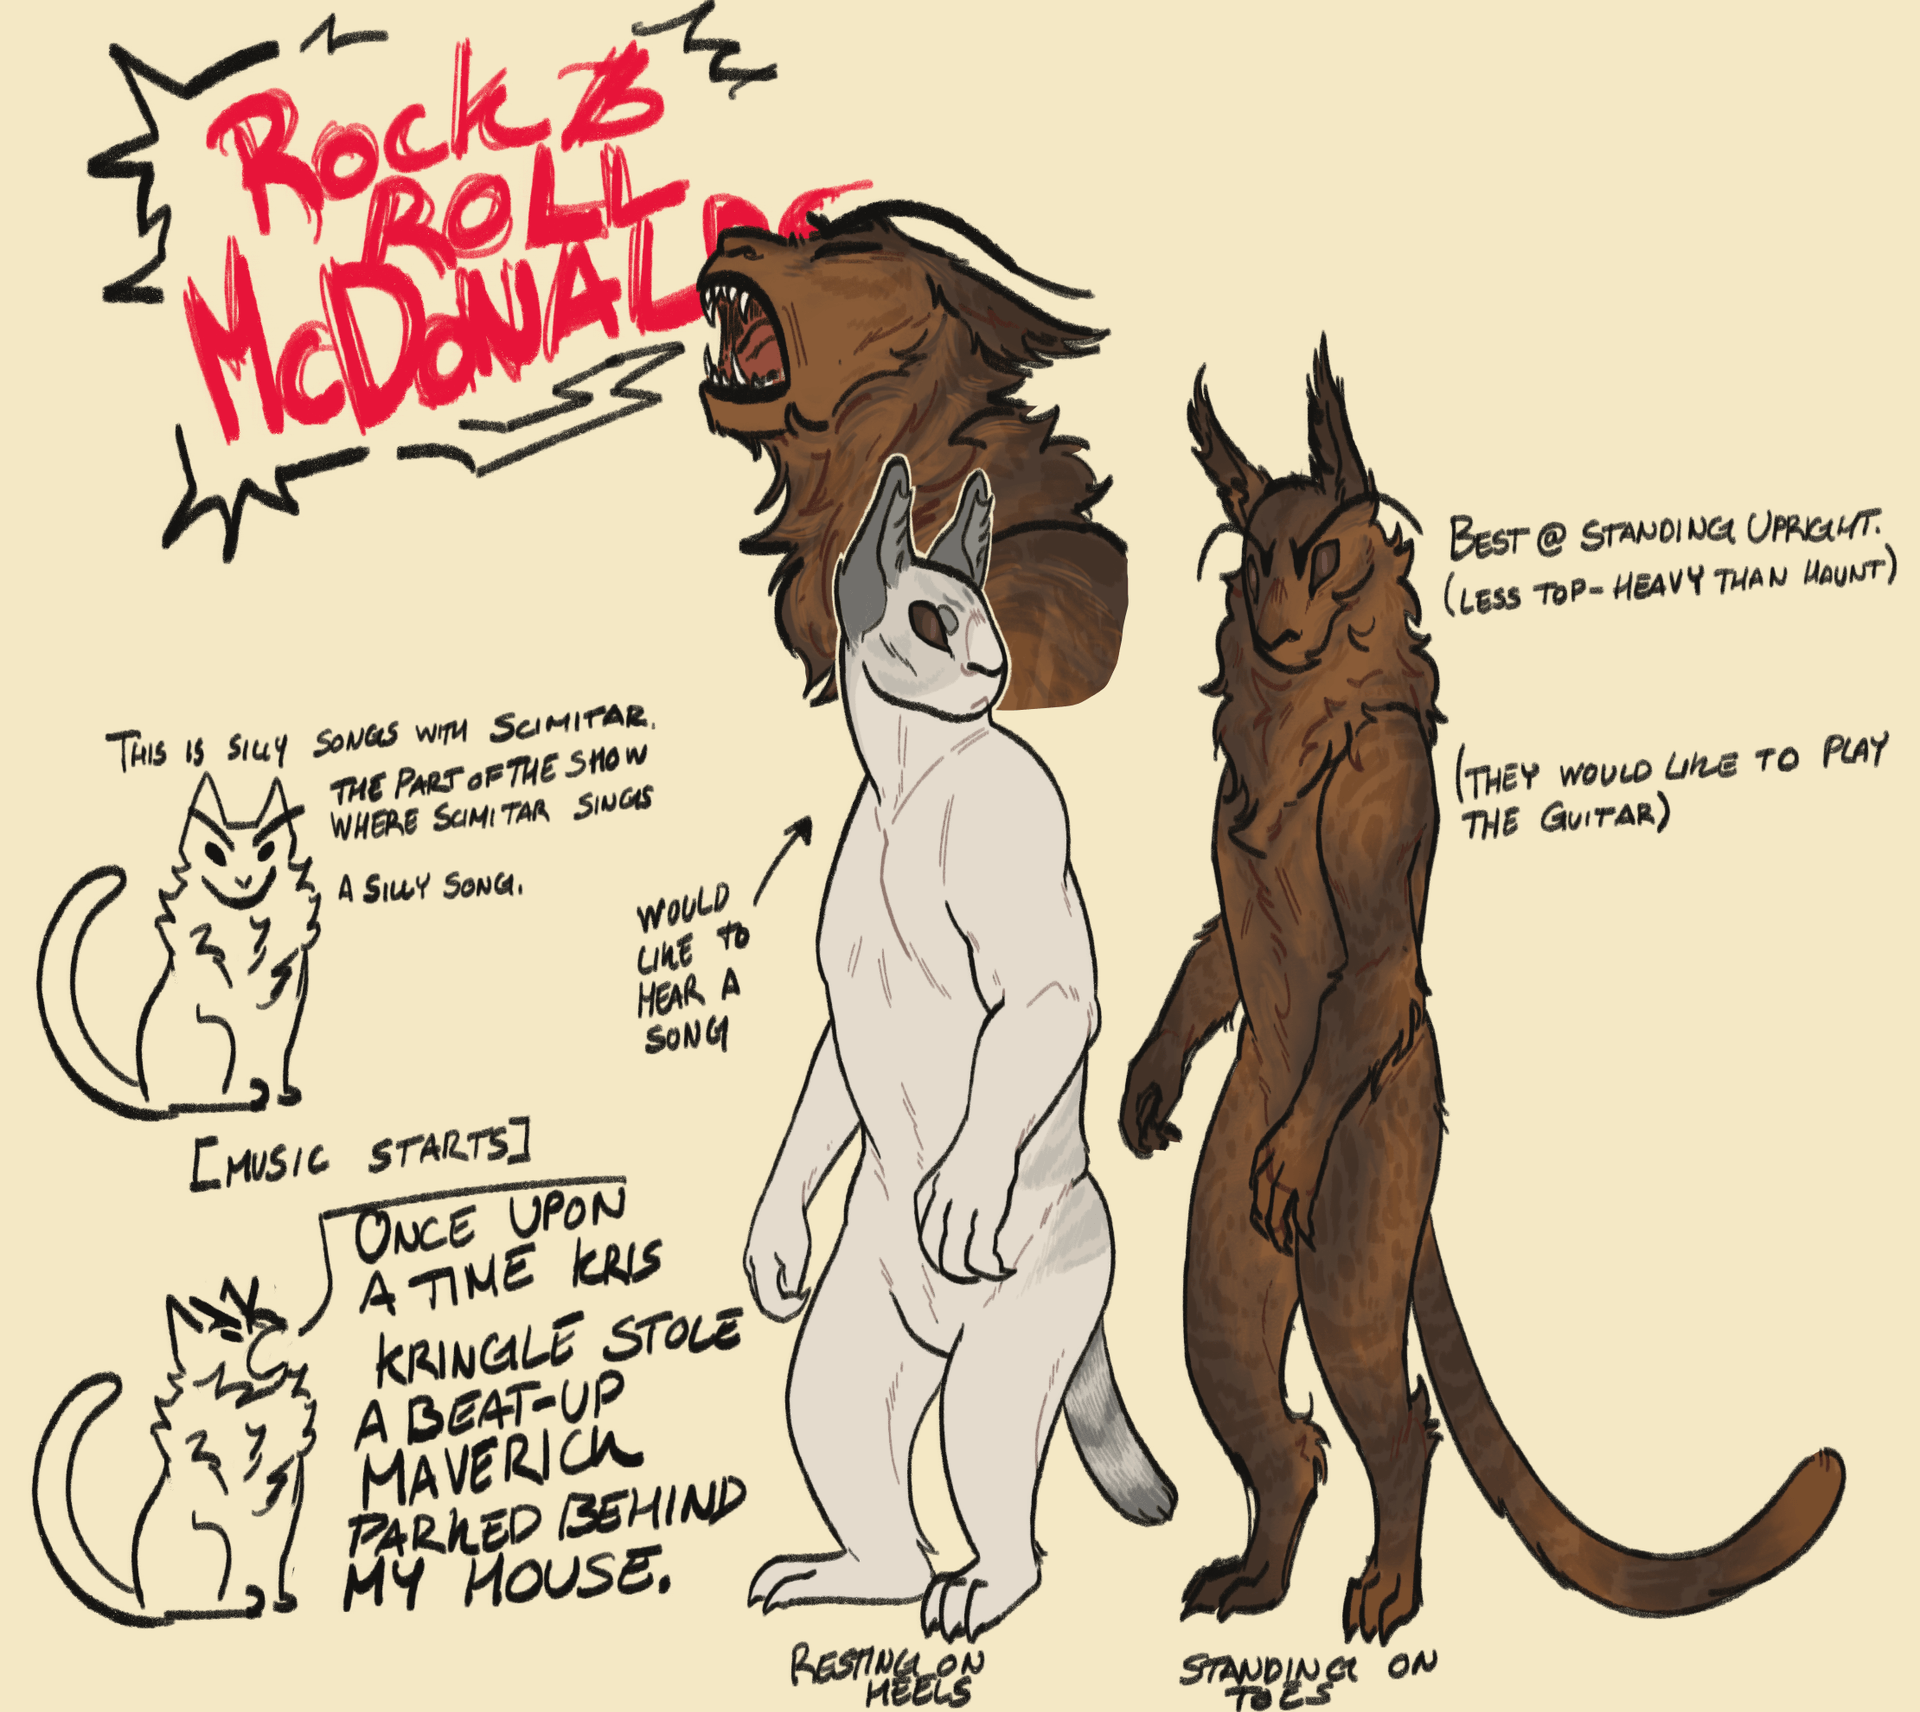 ROCK &
ROLL
McDONALDS
BEST @ STANDING UPRIGHT.
(LESS TOP-HEAVY THAN HAUNT)
(THEY WOULD LIKE TO PLAY
THE GUITAR)
THIS IS SILLY SONGS WITH SCIMITAR.
THE PART OF THE SHOW
WHERE SCIMITAR SINGS
A SILLY SONG.
WOULD
LIKE TO
HEAR A
SONG
[MUSIC STARTS]
ONCE UPON
A TIME KRIS
KRINGLE STOLE
A BEAT-UP
MAVERICK
PARKED BEHIND
MY HOUSE.
RESTING ON
HEELS
STANDING ON
TOES